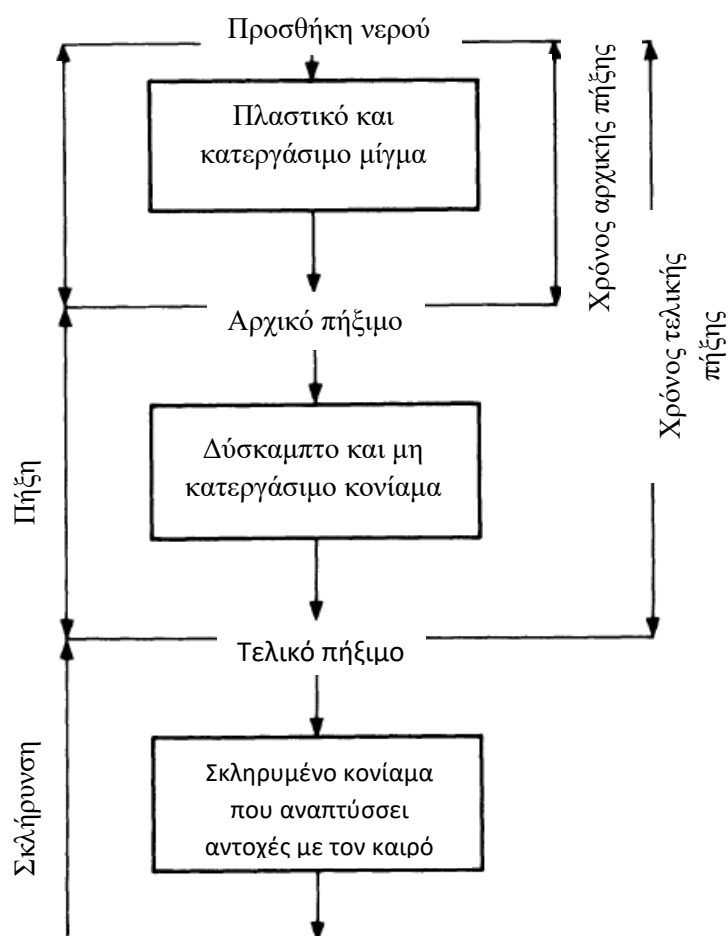 Προσθήκη νερού
Πλαστικό και
κατεργάσιμο μίγμα
Αρχικό πήξιμο
Δύσκαμπτο και μη
κατεργάσιμο κονίαμα
Τελικό πήξιμο
Σκληρυμένο κονίαμα
που αναπτύσσει
αντοχές με τον καιρό
Πήξη
Σκλήρυνση
Χρόνος αρχικής πήξης
Χρόνος τελικής
πήξης